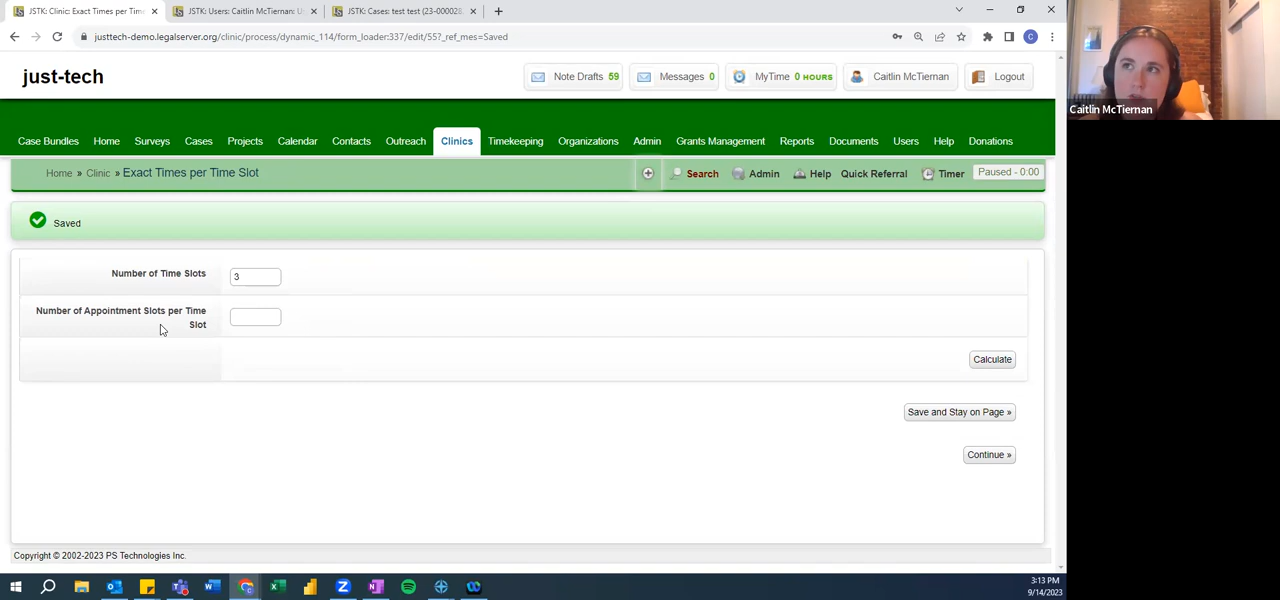 JSTK: Clinic: Exact Times per Tim
JSTK: Users: Caitlin McTiernan: U
JSTK: Cases: test test (23-000028
justtech-demo.legalserver.org/clinic/process/dynamic_114/form_loader:337/edit/55?_ref_mes=Saved
C
Caitlin McTiernan
just-tech
Note Drafts 59
Messages 0
MyTime 0 HOURS
Caitlin McTiernan
Logout
Case Bundles Home Surveys Cases Projects Calendar Contacts Outreach Clinics Timekeeping Organizations Admin Grants Management Reports Documents Users Help Donations
Home » Clinic » Exact Times per Time Slot
Search Admin Help Quick Referral Timer Paused - 0:00
Saved
Number of Time Slots 3
Number of Appointment Slots per Time
Slot
Calculate
Save and Stay on Page »
Continue »
Copyright © 2002-2023 PS Technologies Inc.
3:13 PM
9/14/2023